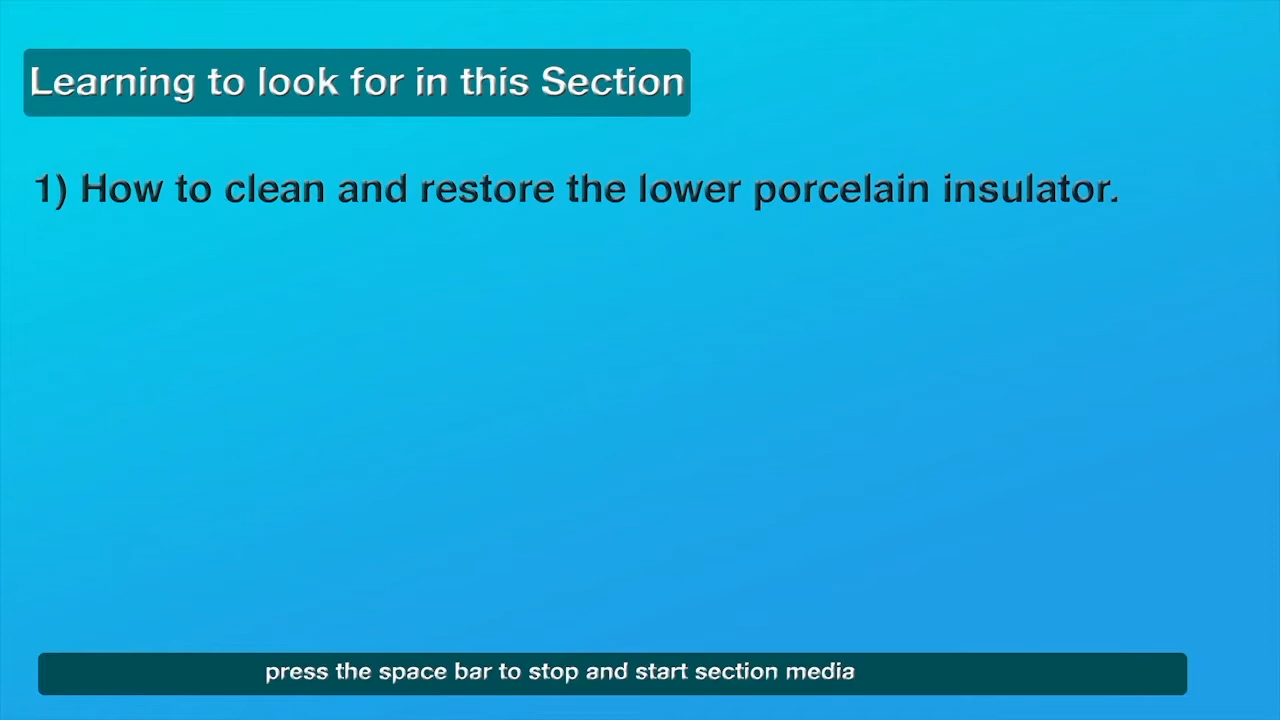 Learning to look for in this Section
1) How to clean and restore the lower porcelain insulator.
press the space bar to stop and start section media